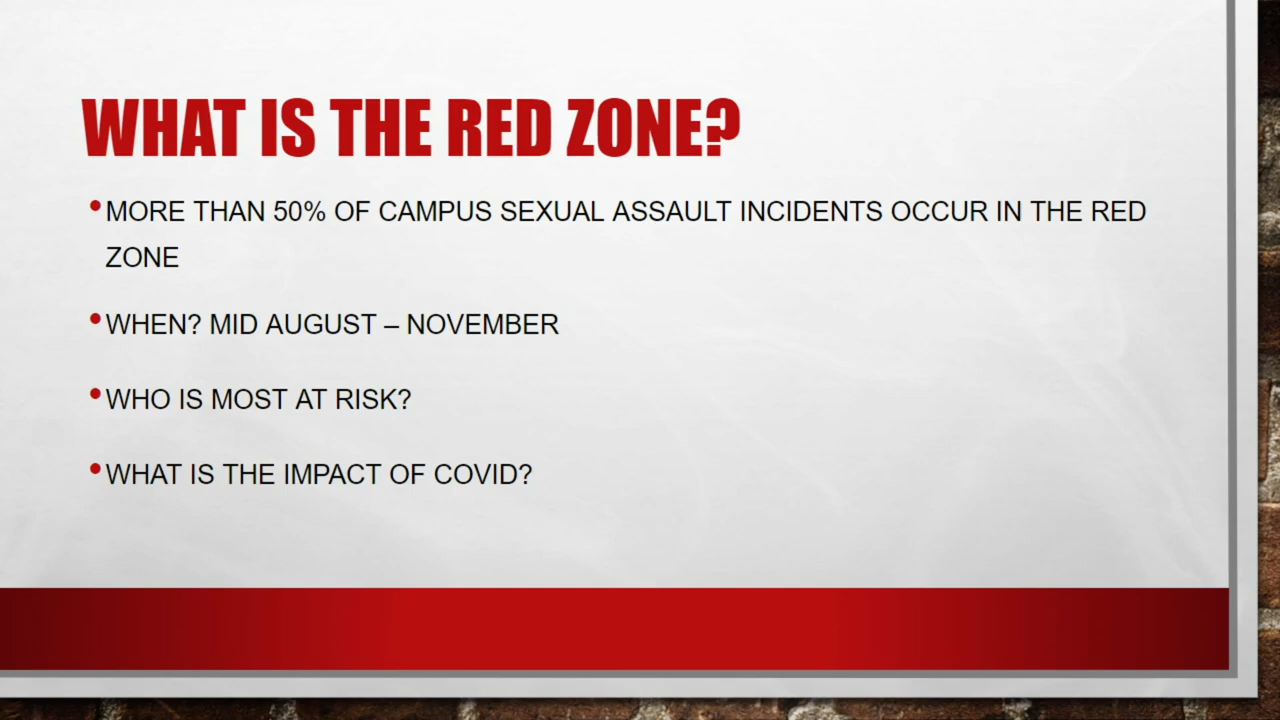 WHAT IS THE RED ZONE?
•MORE THAN 50% OF CAMPUS SEXUAL ASSAULT INCIDENTS OCCUR IN THE RED
ZONE
•WHEN? MID AUGUST – NOVEMBER
•WHO IS MOST AT RISK?
•WHAT IS THE IMPACT OF COVID?